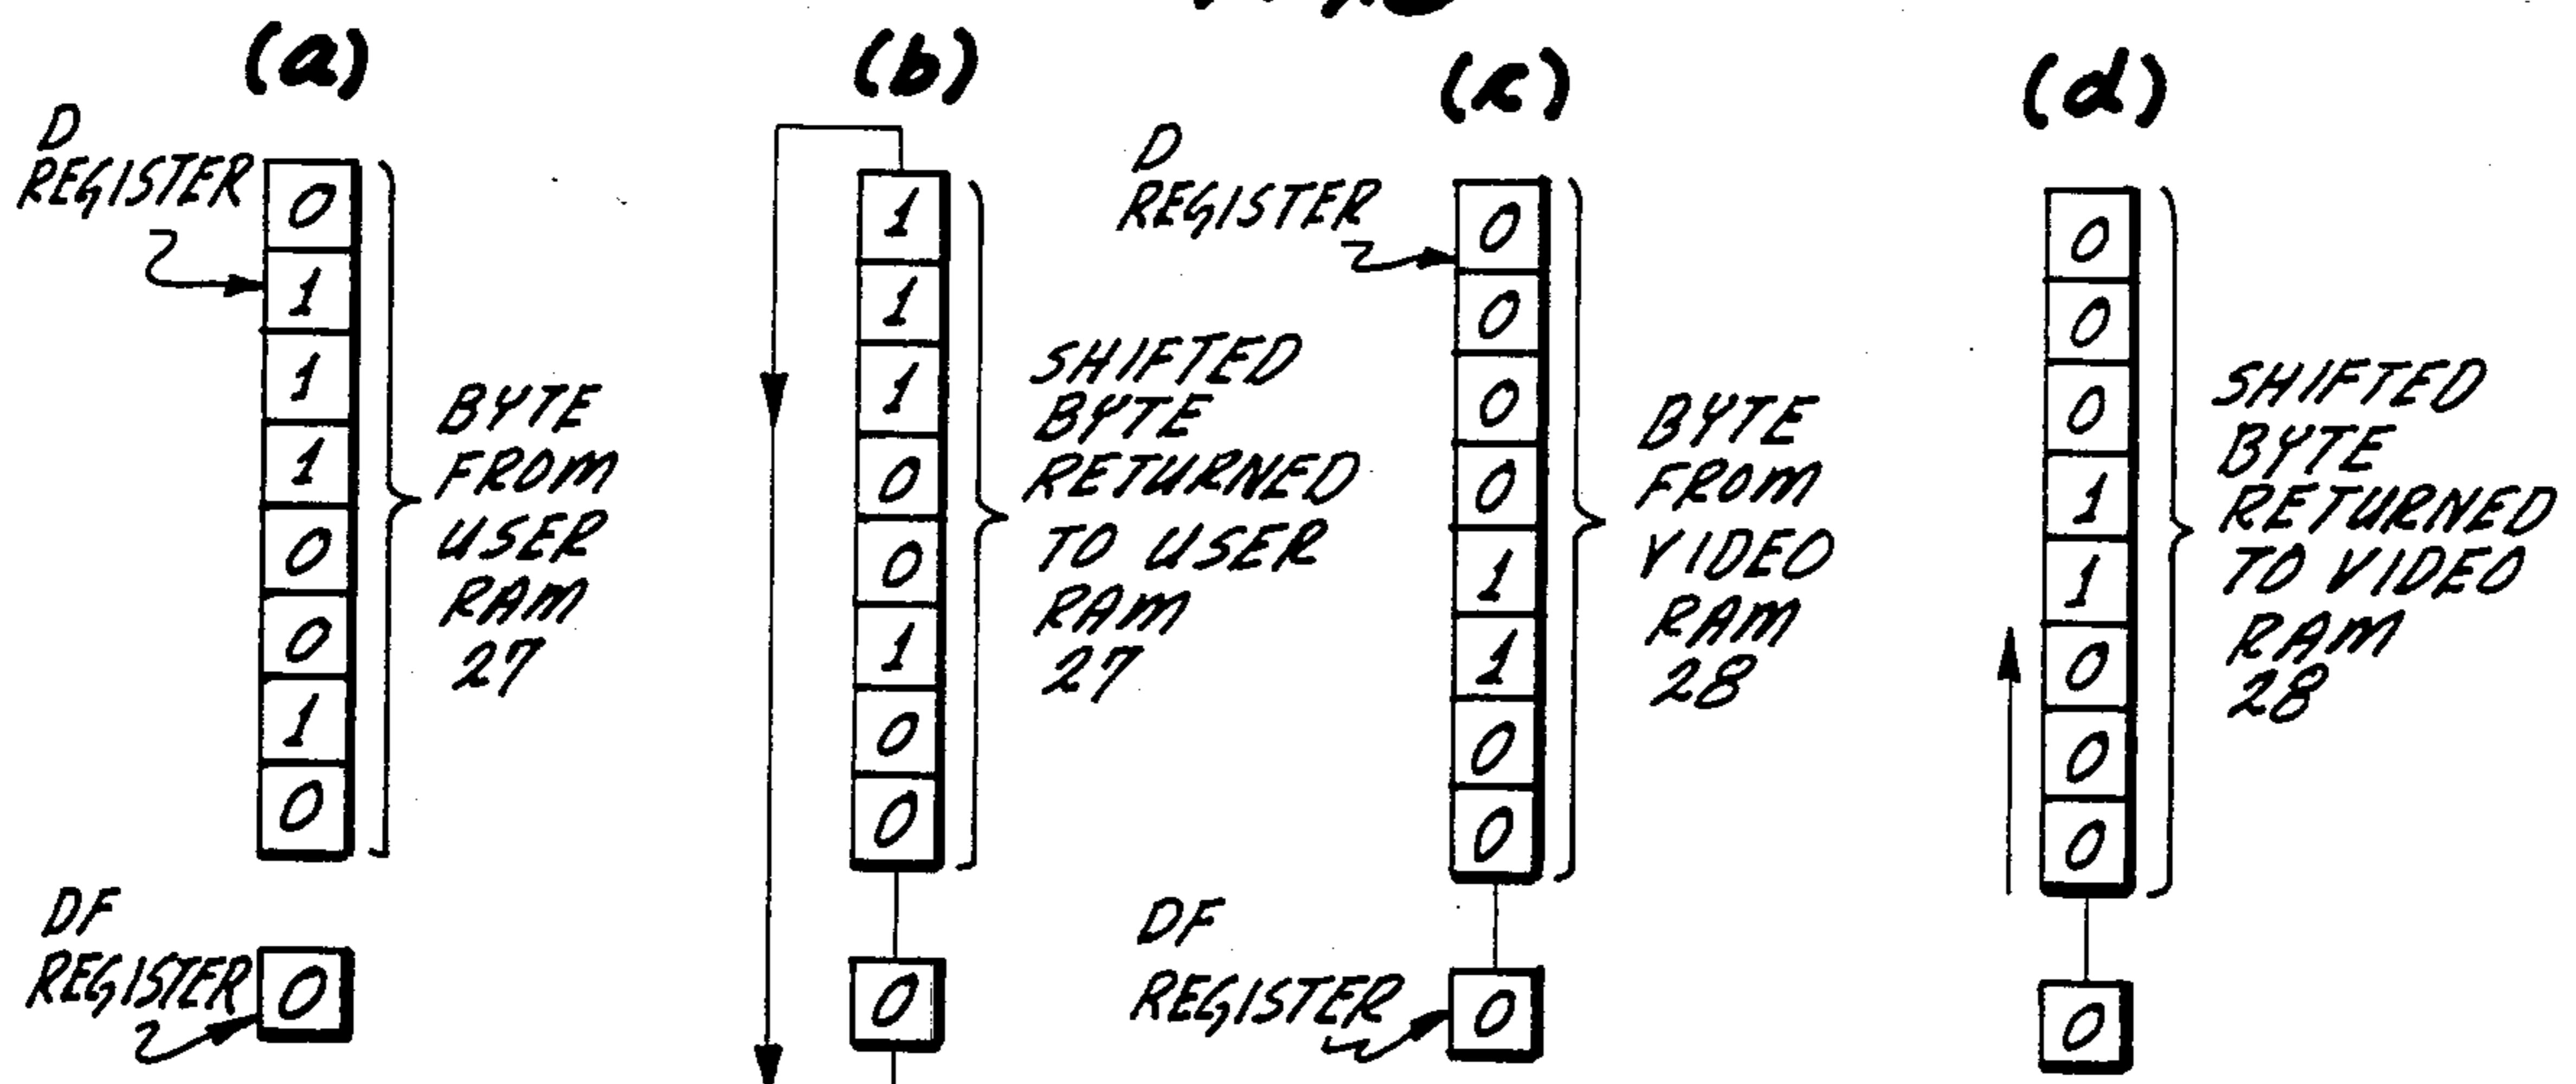 (a)
D
REGISTER
0
1
1
1
0
0
1
0
BYTE
FROM
USER
RAM
27
DF
REGISTER
0
(b)
1
1
1
0
0
1
0
0
SHIFTED
BYTE
RETURNED
TO USER
RAM
27
0
(c)
D
REGISTER
0
0
0
0
1
1
0
0
BYTE
FROM
VIDEO
RAM
28
DF
REGISTER
0
(d)
0
0
0
1
1
0
0
0
SHIFTED
BYTE
RETURNED
TO VIDEO
RAM
28
0